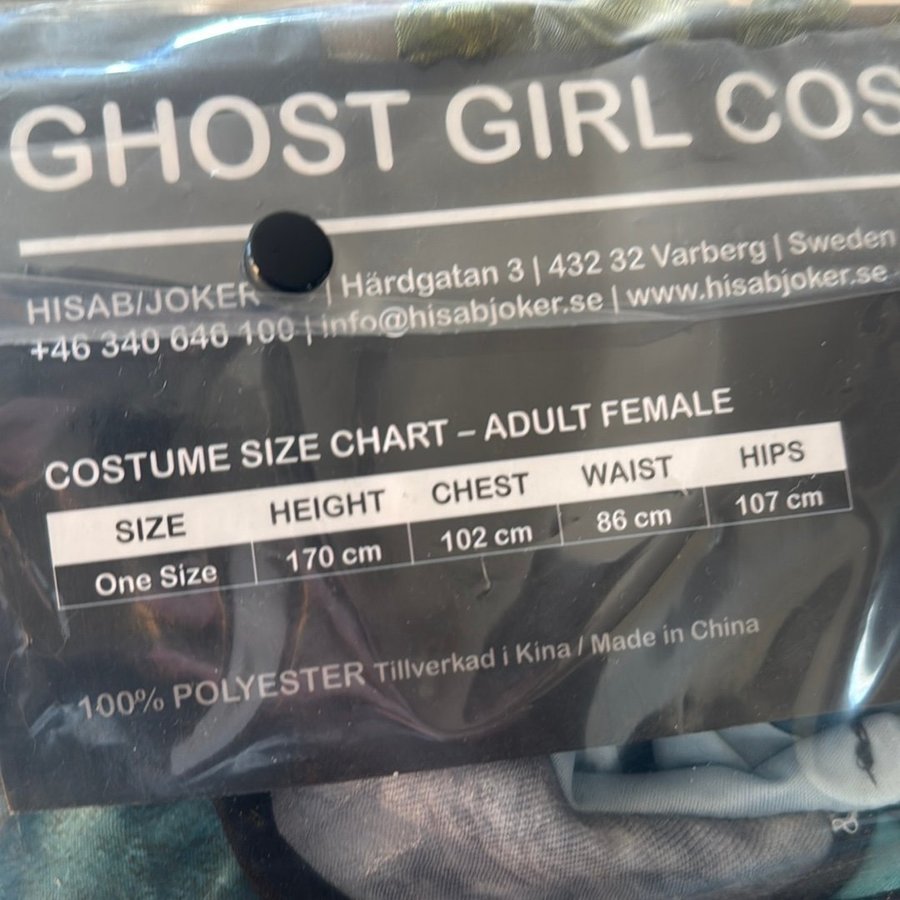 GHOST GIRL COS
HISAB/JOKER | Härdgatan 3 | 432 32 Varberg | Sweden
+46 340 646 100 | info@hisabjoker.se | www.hisabjoker.se
COSTUME SIZE CHART – ADULT FEMALE
SIZE HEIGHT CHEST WAIST HIPS
One Size 170 cm 102 cm 86 cm 107 cm
100% POLYESTER Tillverkad i Kina / Made in China